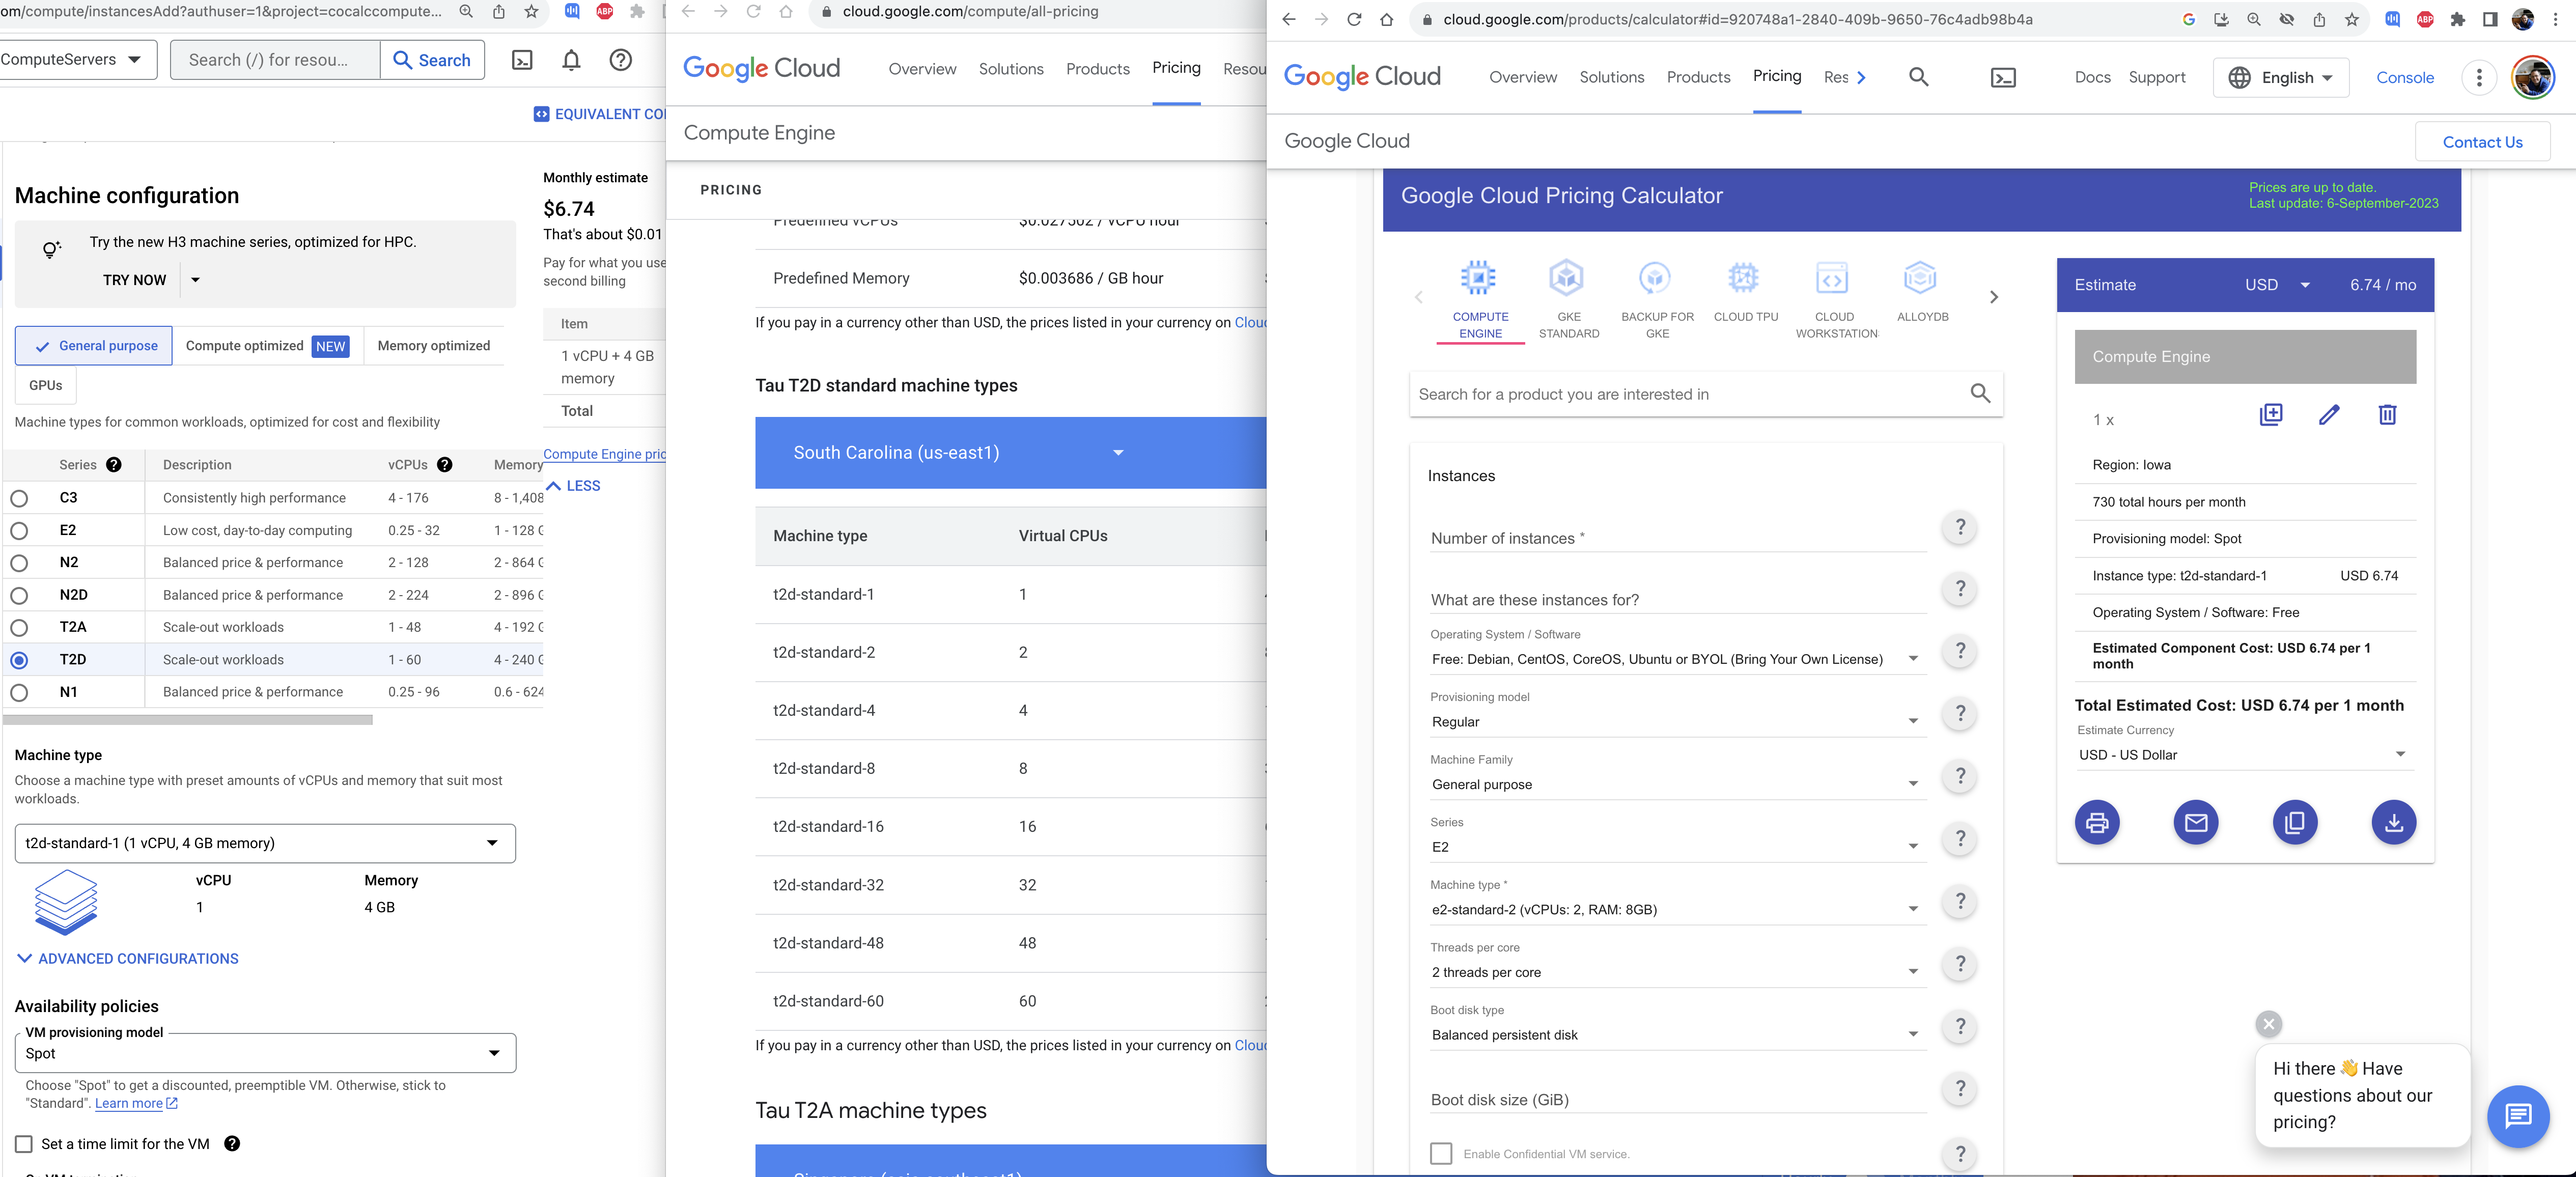 om/compute/instancesAdd?authuser=1&project=cocalccompute...
ComputeServers
Search (/) for resou...
Search
EQUIVALENT CO
Machine configuration
Try the new H3 machine series, optimized for HPC.
TRY NOW
General purpose
Compute optimized NEW
Memory optimized
GPUs
Machine types for common workloads, optimized for cost and flexibility
Series Description vCPUs Memory
C3 Consistently high performance 4 - 176 8 - 1,408
E2 Low cost, day-to-day computing 0.25 - 32 1 - 128 G
N2 Balanced price & performance 2 - 128 2 - 864 G
N2D Balanced price & performance 2 - 224 2 - 896 G
T2A Scale-out workloads 1 - 48 4 - 192 G
T2D Scale-out workloads 1 - 60 4 - 240 G
N1 Balanced price & performance 0.25 - 96 0.6 - 624
Machine type
Choose a machine type with preset amounts of vCPUs and memory that suit most
workloads.
t2d-standard-1 (1 vCPU, 4 GB memory)
vCPU Memory
1 4 GB
ADVANCED CONFIGURATIONS
Availability policies
VM provisioning model
Spot
Choose "Spot" to get a discounted, preemptible VM. Otherwise, stick to
"Standard". Learn more
Set a time limit for the VM
Monthly estimate
$6.74
That's about $0.01
Pay for what you use
second billing
Item
1 vCPU + 4 GB
memory
Total
Compute Engine pric
LESS
cloud.google.com/compute/all-pricing
Google Cloud
Overview Solutions Products Pricing Resou
Compute Engine
PRICING
Predefined vCPUs $0.027502 / vCPU hour
Predefined Memory $0.003686 / GB hour
If you pay in a currency other than USD, the prices listed in your currency on Clou
Tau T2D standard machine types
South Carolina (us-east1)
Machine type Virtual CPUs
t2d-standard-1 1
t2d-standard-2 2
t2d-standard-4 4
t2d-standard-8 8
t2d-standard-16 16
t2d-standard-32 32
t2d-standard-48 48
t2d-standard-60 60
If you pay in a currency other than USD, the prices listed in your currency on Clou
Tau T2A machine types
cloud.google.com/products/calculator#id=920748a1-2840-409b-9650-76c4adb98b4a
Google Cloud
Overview Solutions Products Pricing Res
Docs Support English Console
Google Cloud
Contact Us
Google Cloud Pricing Calculator
Prices are up to date.
Last update: 6-September-2023
COMPUTE
ENGINE
GKE
STANDARD
BACKUP FOR
GKE
CLOUD TPU
CLOUD
WORKSTATION
ALLOYDB
Search for a product you are interested in
Instances
Number of instances *
What are these instances for?
Operating System / Software
Free: Debian, CentOS, CoreOS, Ubuntu or BYOL (Bring Your Own License)
Provisioning model
Regular
Machine Family
General purpose
Series
E2
Machine type *
e2-standard-2 (vCPUs: 2, RAM: 8GB)
Threads per core
2 threads per core
Boot disk type
Balanced persistent disk
Boot disk size (GiB)
Enable Confidential VM service.
Estimate USD 6.74 / mo
Compute Engine
1 x
Region: Iowa
730 total hours per month
Provisioning model: Spot
Instance type: t2d-standard-1 USD 6.74
Operating System / Software: Free
Estimated Component Cost: USD 6.74 per 1
month
Total Estimated Cost: USD 6.74 per 1 month
Estimate Currency
USD - US Dollar
Hi there 👋 Have
questions about our
pricing?